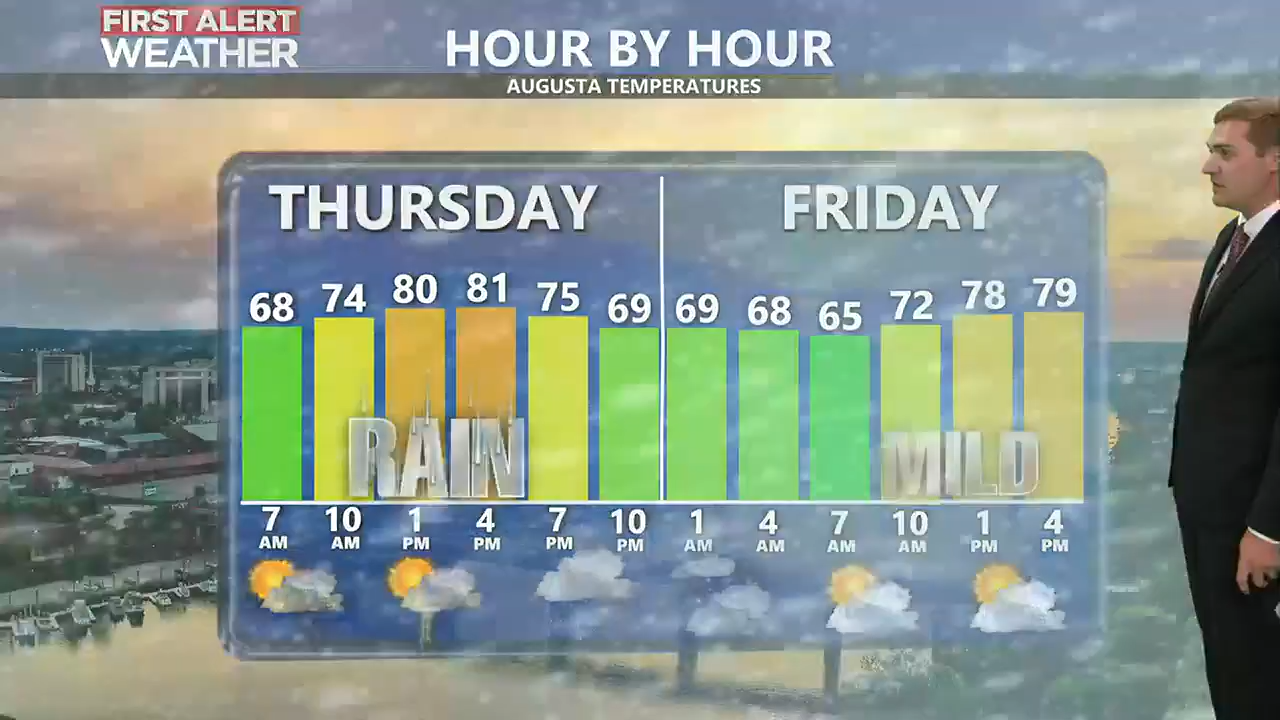 FIRST ALERT
WEATHER
HOUR BY HOUR
AUGUSTA TEMPERATURES
THURSDAY
FRIDAY
68 74 80 81 75 69 69 68 65 72 78 79
RAIN
MILD
7 10 1 4 7 10 1 4 7 10 1 4
AM AM PM PM PM PM AM AM AM AM PM PM